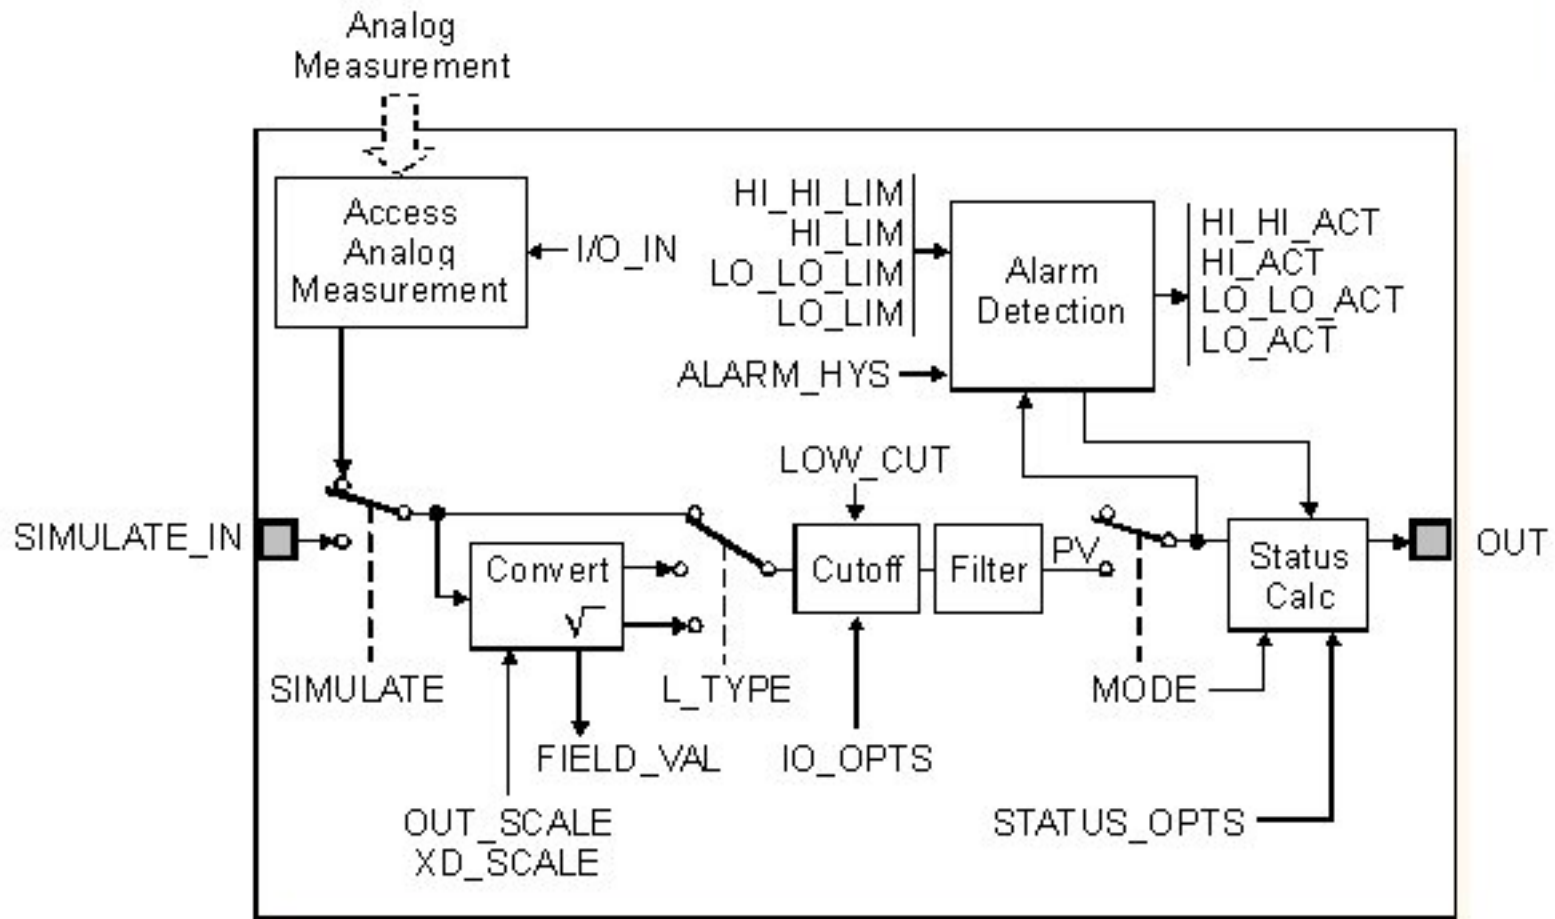 Analog
Measurement
Access
Analog
Measurement
I/O_IN
HI_HI_LIM
HI_LIM
LO_LO_LIM
LO_LIM
ALARM_HYS
Alarm
Detection
HI_HI_ACT
HI_ACT
LO_LO_ACT
LO_ACT
LOW_CUT
SIMULATE_IN
Convert
√
Cutoff
Filter
PV
Status
Calc
OUT
SIMULATE
L_TYPE
MODE
FIELD_VAL
IO_OPTS
OUT_SCALE
XD_SCALE
STATUS_OPTS